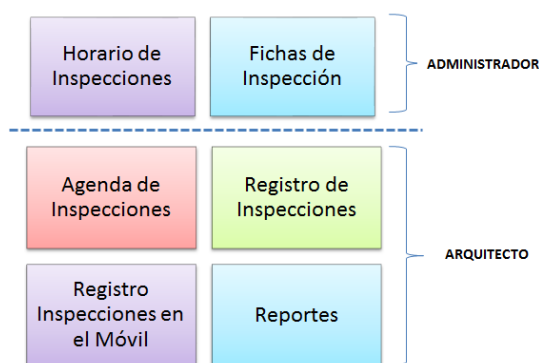 Horario de
Inspecciones
Fichas de
Inspección
ADMINISTRADOR
Agenda de
Inspecciones
Registro de
Inspecciones
ARQUITECTO
Registro
Inspecciones en
el Móvil
Reportes